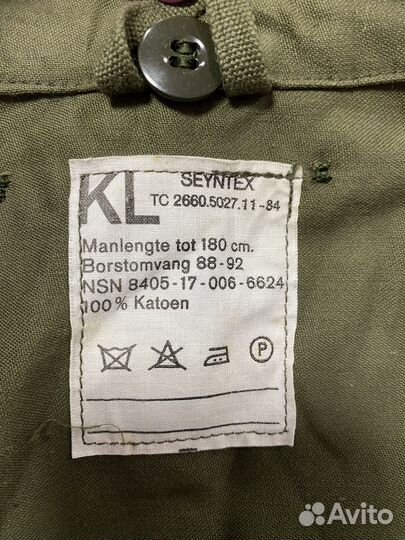 KL SEYNTEX
TC 2660.5027.11-84
Manlengte tot 180 cm.
Borstomvang 88-92
NSN 8405-17-006-6624
100% Katoen
P
Avito